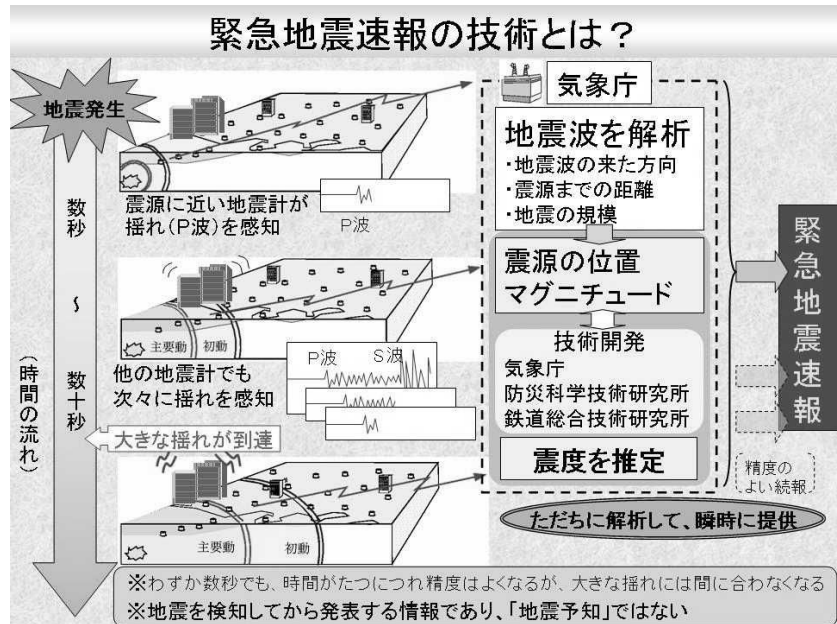 緊急地震速報の技術とは?
地震発生
数秒
~
数十秒
(時間の流れ)
震源に近い地震計が
揺れ(P波)を感知
P波
主要動
初動
P波
S波
他の地震計でも
次々に揺れを感知
大きな揺れが到達
主要動
初動
気象庁
地震波を解析
・地震波の来た方向
・震源までの距離
・地震の規模
震源の位置
マグニチュード
技術開発
気象庁
防災科学技術研究所
鉄道総合技術研究所
震度を推定
緊急地震速報
精度の
よい続報
ただちに解析して、瞬時に提供
※わずか数秒でも、時間がたつにつれ精度はよくなるが、大きな揺れには間に合わなくなる
※地震を検知してから発表する情報であり、「地震予知」ではない